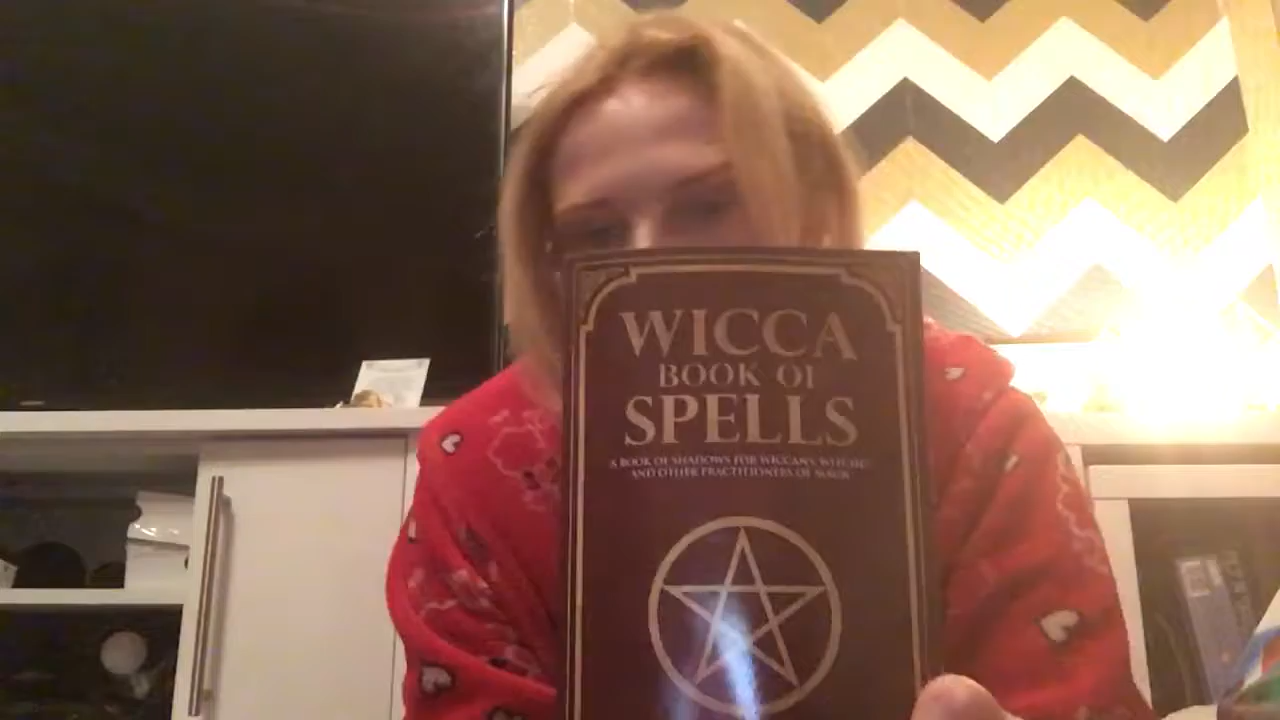 WICCA
BOOK OF
SPELLS
A BOOK OF SHADOWS FOR WICCANS, WITCHES
AND OTHER PRACTITIONERS OF MAGIC